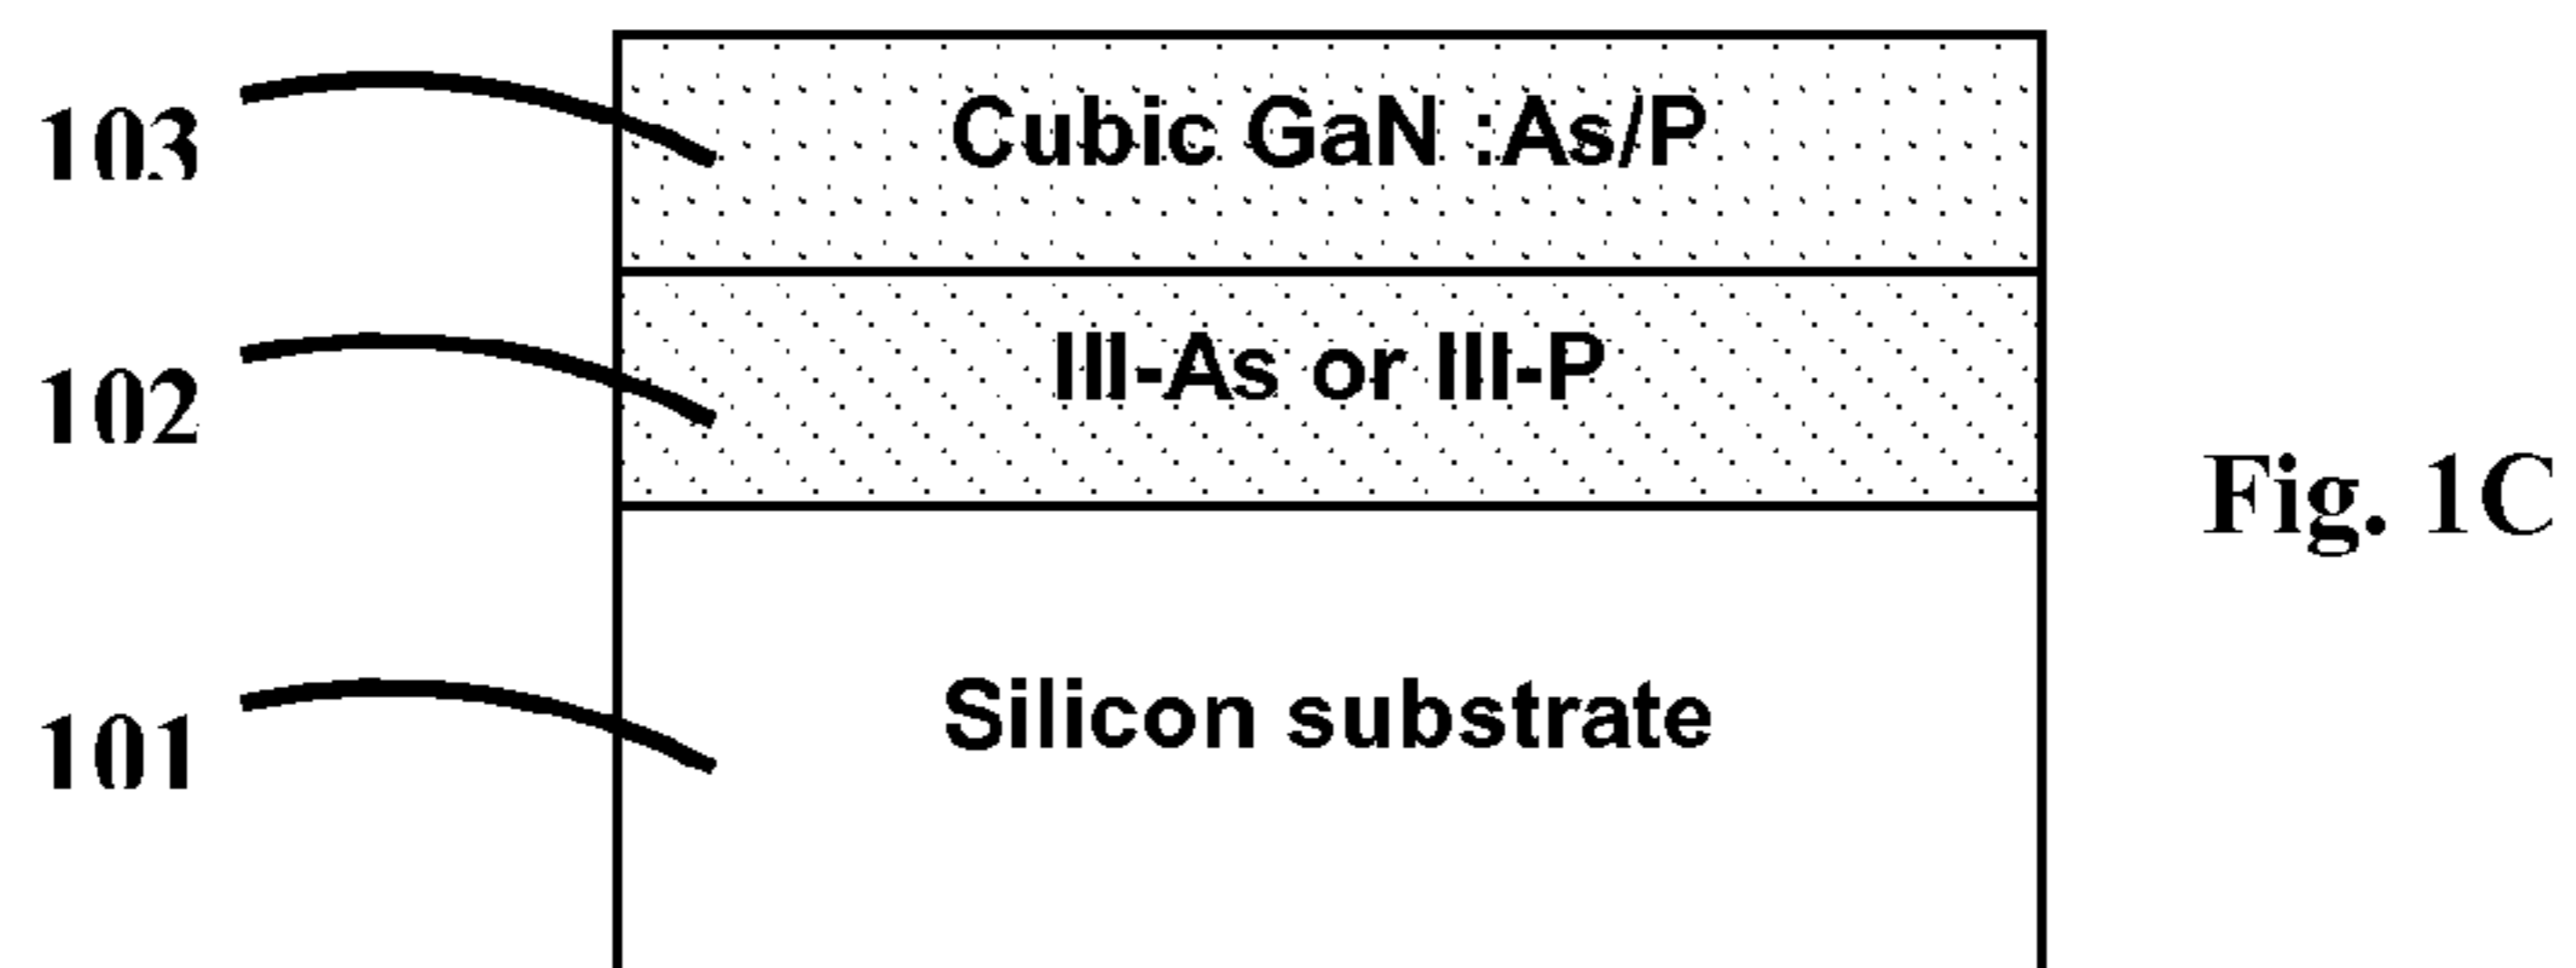 103 Cubic GaN :As/P
102 III-As or III-P
Fig. 1C
101 Silicon substrate